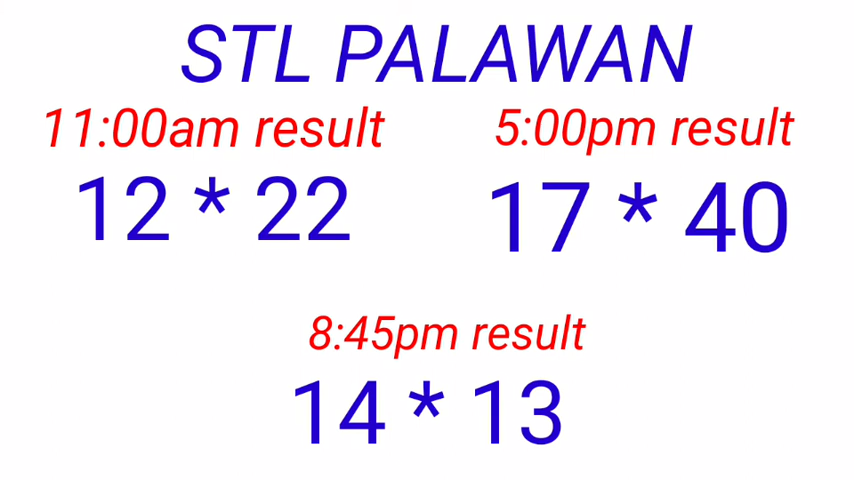 STL PALAWAN
11:00am result
12 * 22
5:00pm result
17 * 40
8:45pm result
14 * 13